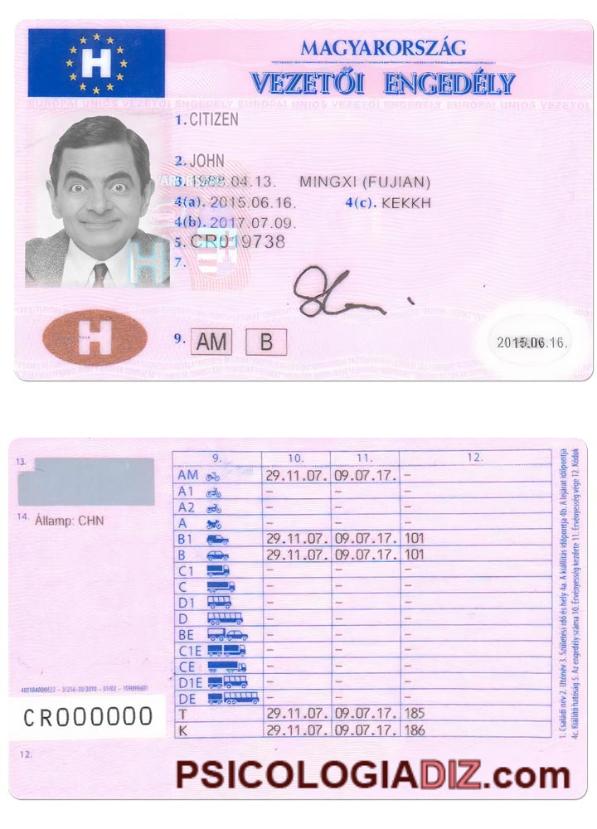 H
MAGYARORSZÁG
VEZETŐI ENGEDÉLY
EURÓPAI UNIÓS VEZETŐI ENGEDÉLY EURÓPAI UNIÓS VEZETŐI ENGEDÉLY EURÓPAI UNIÓS VEZETŐI
1. CITIZEN
2. JOHN
3. 1988.04.13. MINGXI (FUJIAN)
4(a). 2015.06.16. 4(c). KEKKH
4(b). 2017.07.09.
5. CR019738
7.
H
H
9. AM B
2015.06.16.
13.
14. Államp: CHN
9. 10. 11. 12.
AM 29.11.07. 09.07.17. -
A1 - - -
A2 - - -
A - - -
B1 29.11.07. 09.07.17. 101
B 29.11.07. 09.07.17. 101
C1 - - -
C - - -
D1 - - -
D - - -
BE - - -
C1E - - -
CE - - -
D1E - - -
DE - - -
T 29.11.07. 09.07.17. 185
K 29.11.07. 09.07.17. 186
CR000000
12.
1. Családi név 2. Utónév 3. Születési idő és hely 4a. A kiállítás időpontja 4b. A lejárat időpontja
4c. Kiállító hatóság 5. Az engedély száma 10. Érvényesség kezdete 11. Érvényesség vége 12. Kódok
PSICOLOGIADIZ.com